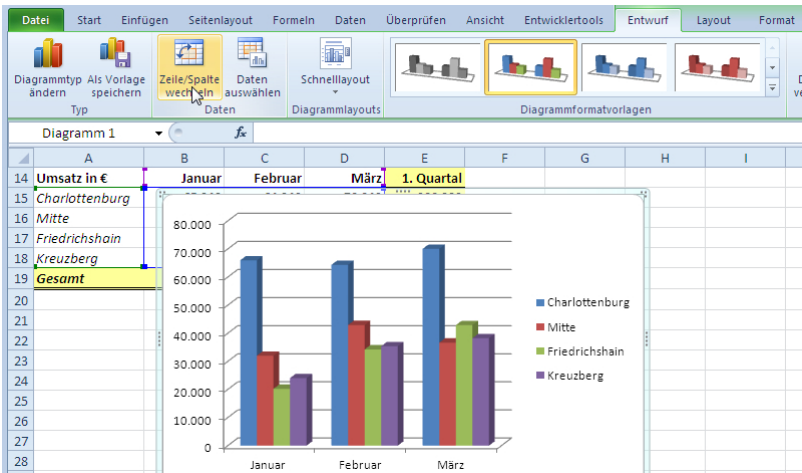 Datei Start Einfügen Seitenlayout Formeln Daten Überprüfen Ansicht Entwicklertools Entwurf Layout Format
Diagrammtyp Als Vorlage Zeile/Spalte Daten Schnelllayout
ändern speichern wechseln auswählen
Typ Daten Diagrammlayouts Diagrammformatvorlagen
Diagramm 1 fx
A B C D E F G H I
14 Umsatz in € Januar Februar März 1. Quartal
15 Charlottenburg
16 Mitte
17 Friedrichshain
18 Kreuzberg
19 Gesamt
20
21
22
23
24
25
26
27
28
80.000
70.000
60.000
50.000
40.000
30.000
20.000
10.000
0
Januar Februar März
Charlottenburg
Mitte
Friedrichshain
Kreuzberg